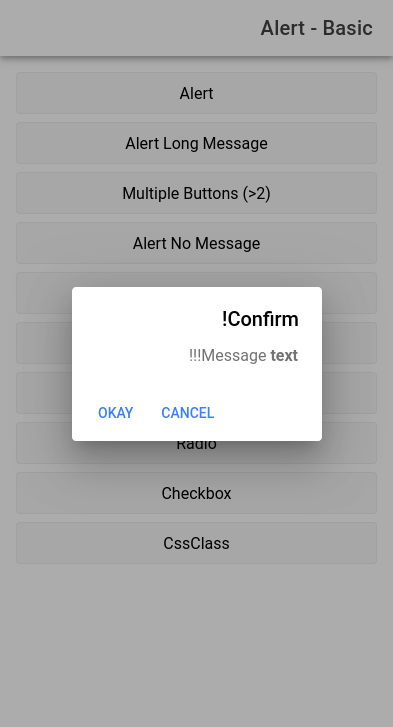 Alert - Basic
Alert
Alert Long Message
Multiple Buttons (>2)
Alert No Message
!Confirm
!!!Message text
OKAY CANCEL
Radio
Checkbox
CssClass